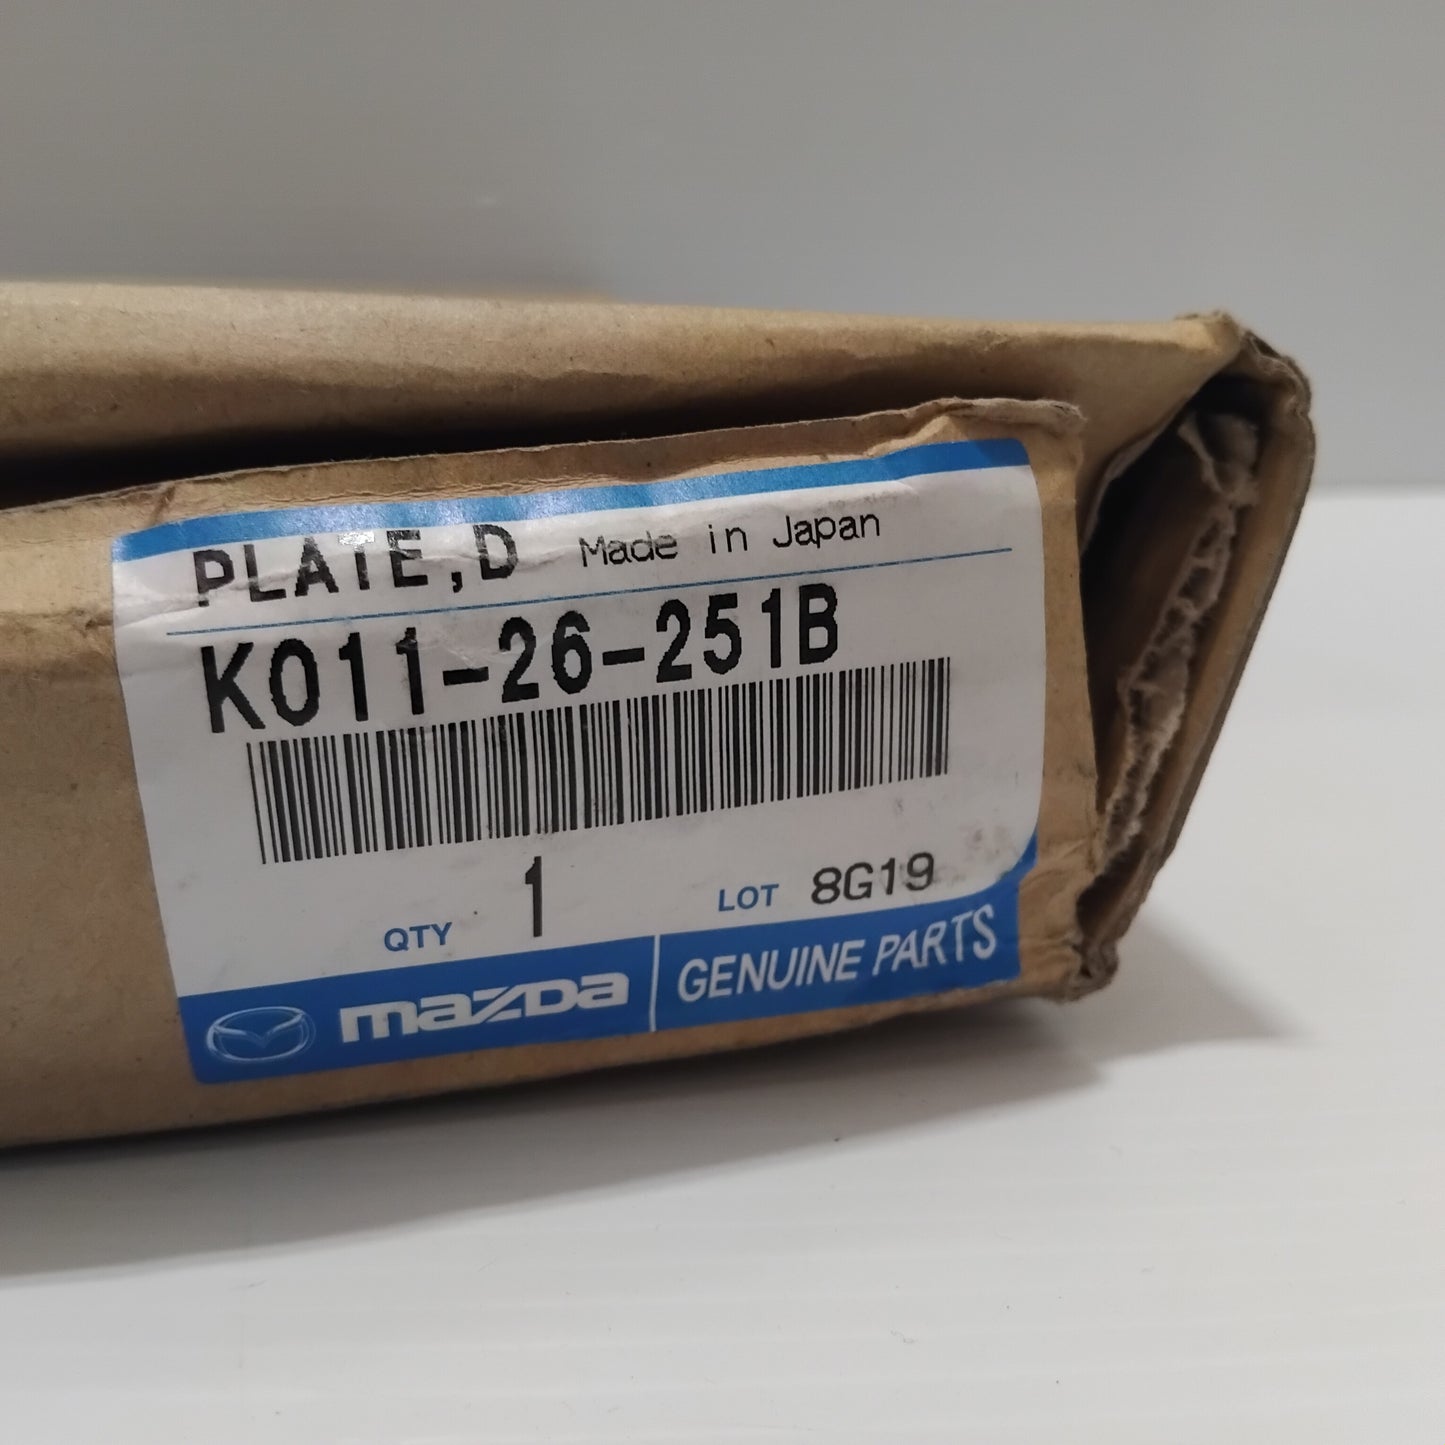 PLATE,D Made in Japan
K011-26-251B
QTY 1 LOT 8G19
mazda GENUINE PARTS